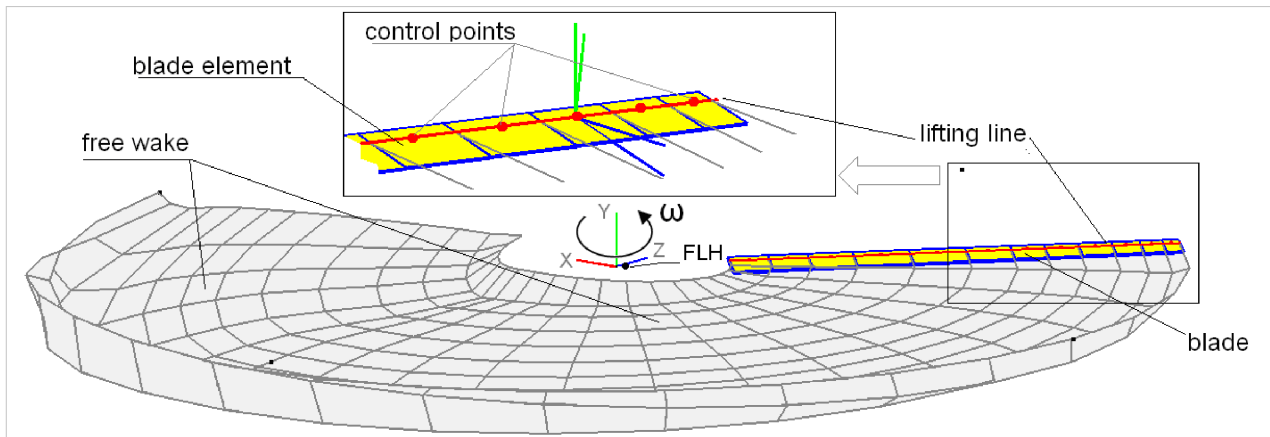 control points
blade element
free wake
lifting line
Y
ω
X
Z
FLH
blade